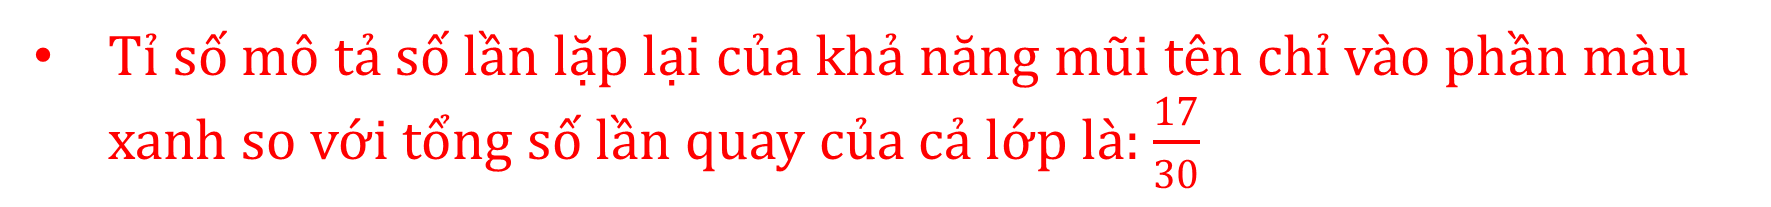 • Tỉ số mô tả số lần lặp lại của khả năng mũi tên chỉ vào phần màu
xanh so với tổng số lần quay của cả lớp là: 17/30